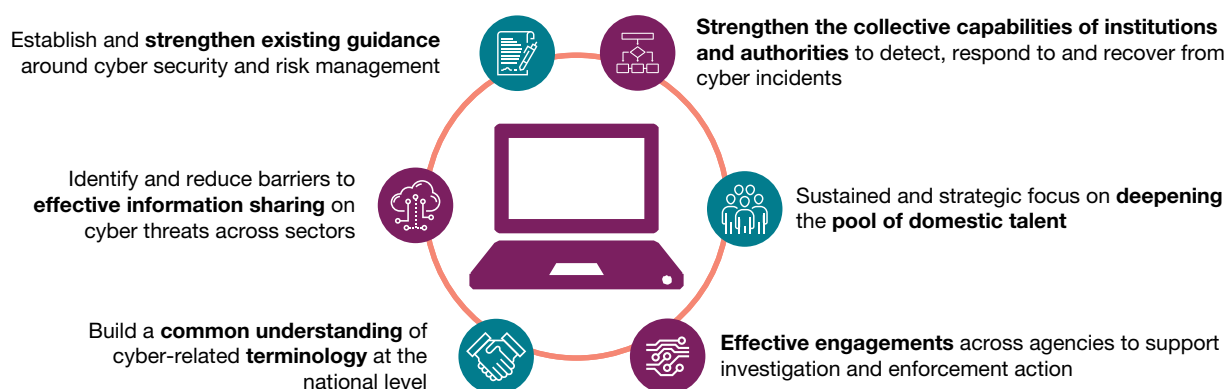 Establish and strengthen existing guidance
around cyber security and risk management
Strengthen the collective capabilities of institutions
and authorities to detect, respond to and recover from
cyber incidents
Identify and reduce barriers to
effective information sharing on
cyber threats across sectors
Sustained and strategic focus on deepening
the pool of domestic talent
Build a common understanding of
cyber-related terminology at the
national level
Effective engagements across agencies to support
investigation and enforcement action